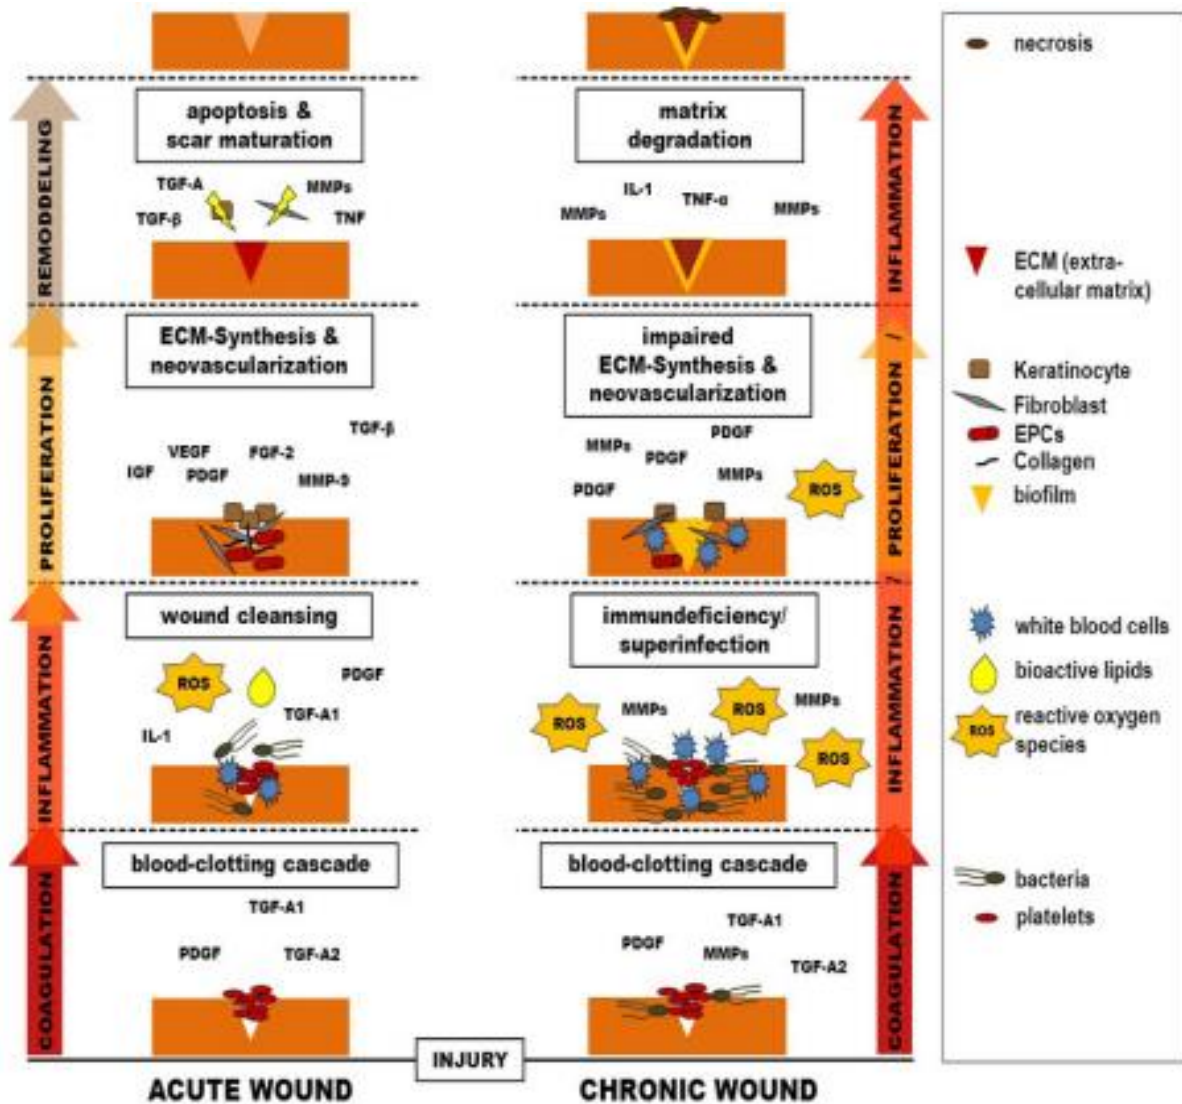 necrosis
REMODDELING
apoptosis &
scar maturation
TGF-A
MMPs
TGF-β
TNF
matrix
degradation
IL-1
TNF-α
MMPs
MMPs
INFLAMMATION
ECM (extra-
cellular matrix)
PROLIFERATION
ECM-Synthesis &
neovascularization
TGF-β
VEGF
FGF-2
IGF
PDGF
MMP-9
impaired
ECM-Synthesis &
neovascularization
PDGF
MMPs
PDGF
MMPs
PDGF
ROS
PROLIFERATION /
Keratinocyte
Fibroblast
EPCs
Collagen
biofilm
INFLAMMATION
wound cleansing
ROS
PDGF
TGF-A1
IL-1
immundeficiency/
superinfection
ROS
MMPs
ROS
MMPs
ROS
INFLAMMATION /
white blood cells
bioactive lipids
ROS
reactive oxygen
species
COAGULATION
blood-clotting cascade
TGF-A1
PDGF
TGF-A2
blood-clotting cascade
TGF-A1
PDGF
MMPs
TGF-A2
COAGULATION
bacteria
platelets
INJURY
ACUTE WOUND
CHRONIC WOUND